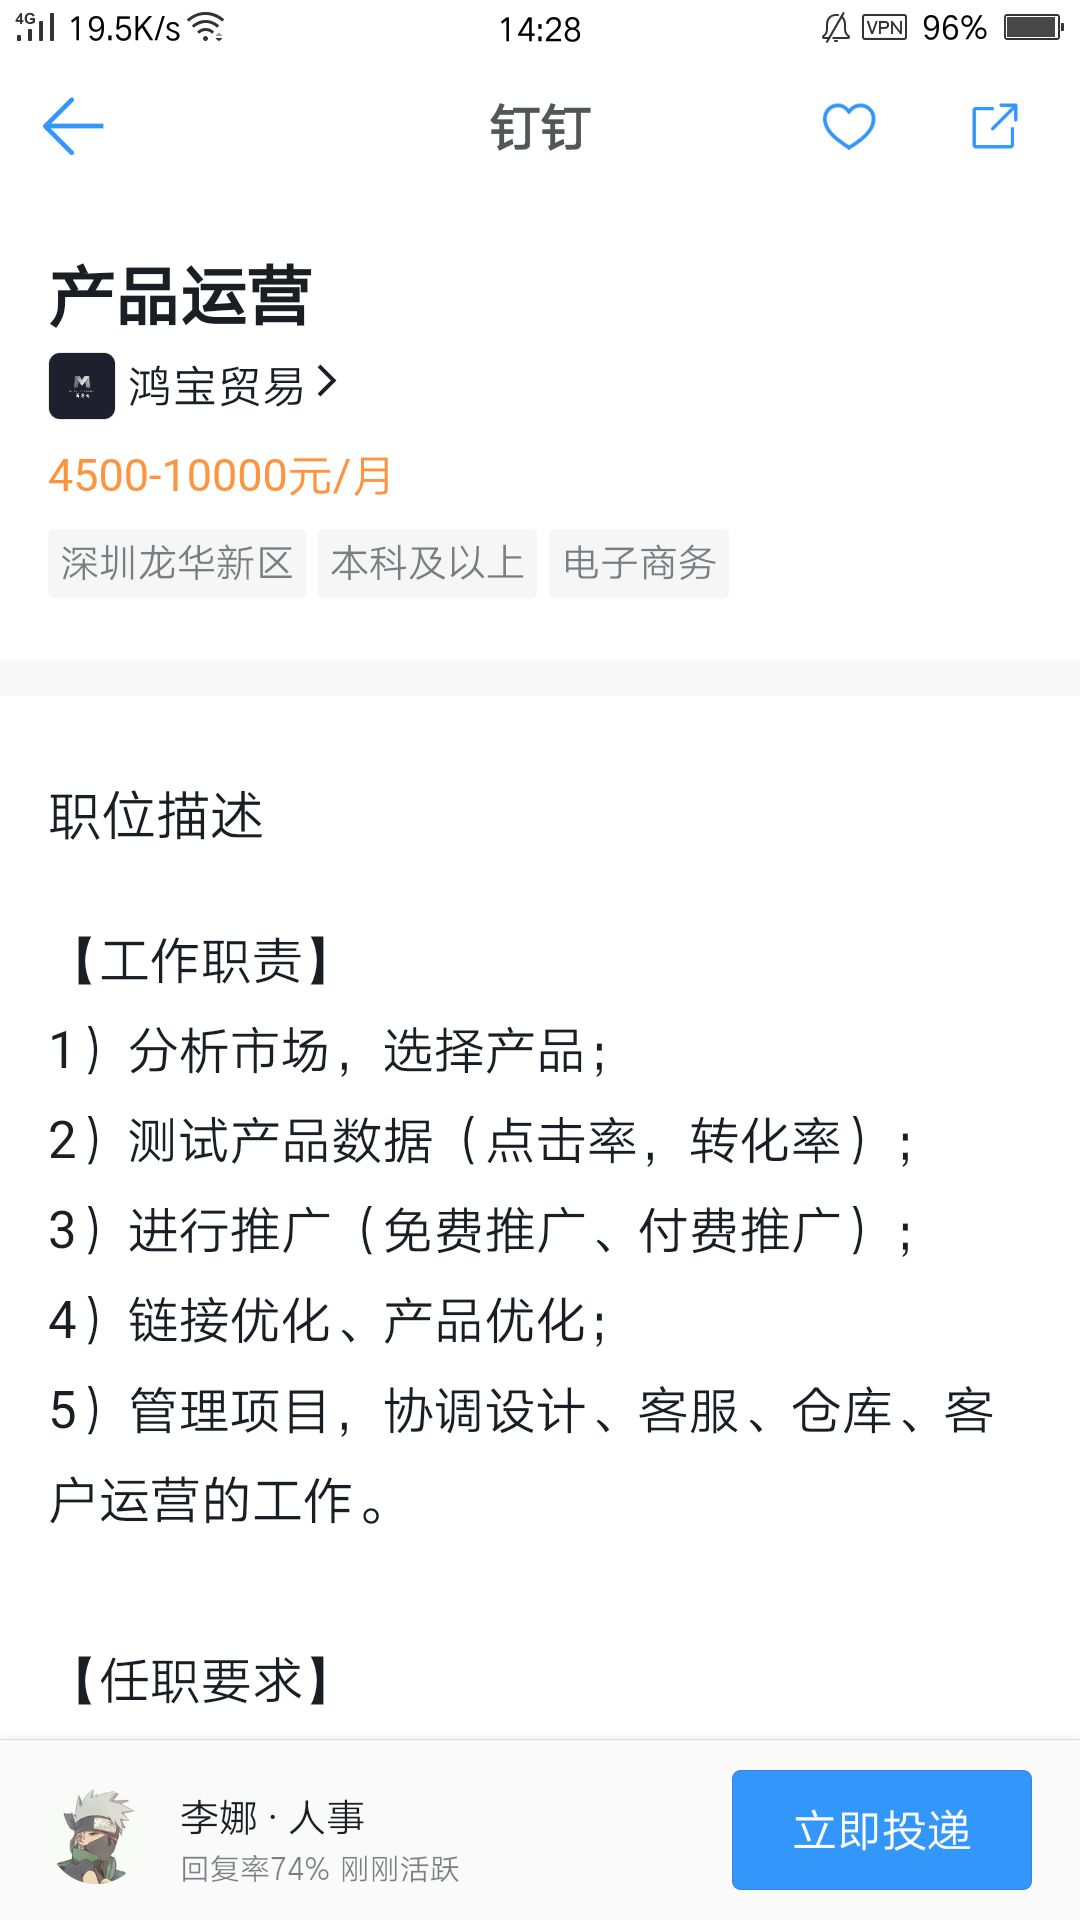 4G 19.5K/s 14:28 VPN 96%
钉钉
产品运营
鸿宝贸易
4500-10000元/月
深圳龙华新区 本科及以上 电子商务
职位描述
【工作职责】
1）分析市场，选择产品；
2）测试产品数据（点击率，转化率）；
3）进行推广（免费推广、付费推广）；
4）链接优化、产品优化；
5）管理项目，协调设计、客服、仓库、客
户运营的工作。
【任职要求】
李娜·人事
回复率74% 刚刚活跃
立即投递